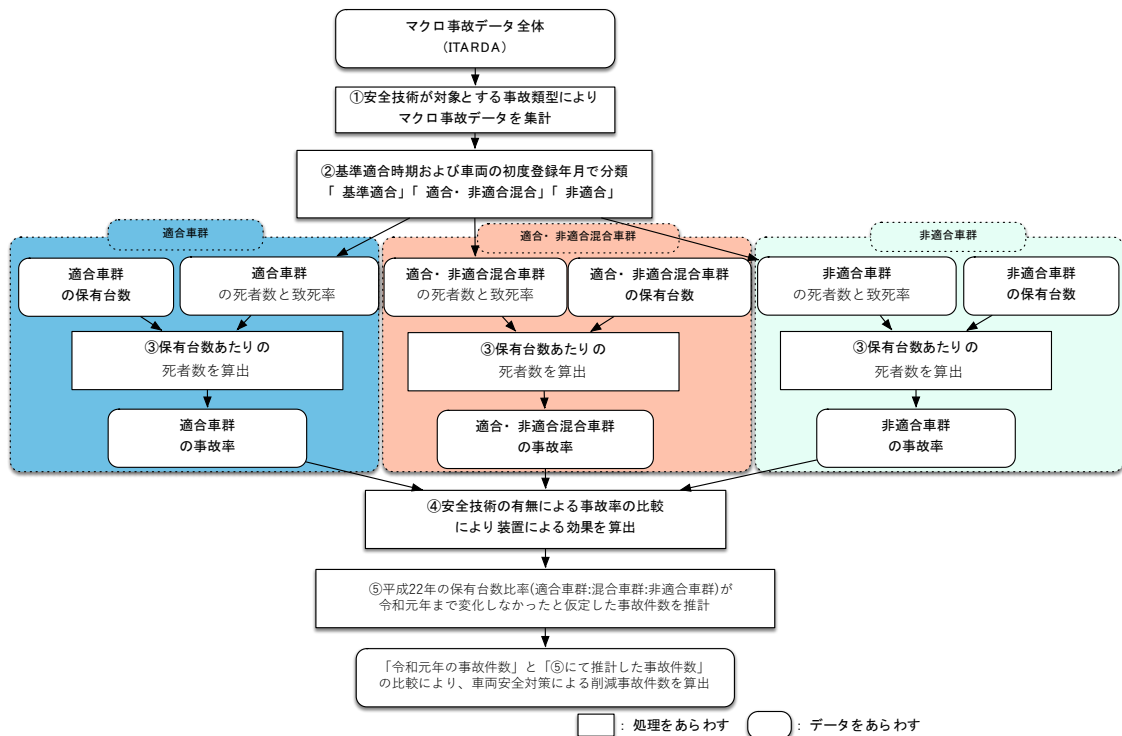 マクロ事故データ全体
(ITARDA)
①安全技術が対象とする事故類型により
マクロ事故データを集計
②基準適合時期および車両の初度登録年月で分類
「基準適合」「適合・非適合混合」「非適合」
適合車群
適合・非適合混合車群
非適合車群
適合車群
の保有台数
適合車群
の死者数と致死率
適合・非適合混合車群
の死者数と致死率
適合・非適合混合車群
の保有台数
非適合車群
の死者数と致死率
非適合車群
の保有台数
③保有台数あたりの
死者数を算出
③保有台数あたりの
死者数を算出
③保有台数あたりの
死者数を算出
適合車群
の事故率
適合・非適合混合車群
の事故率
非適合車群
の事故率
④安全技術の有無による事故率の比較
により装置による効果を算出
⑤平成22年の保有台数比率(適合車群:混合車群:非適合車群)が
令和元年まで変化しなかったと仮定した事故件数を推計
「令和元年の事故件数」と「⑤にて推計した事故件数」
の比較により、車両安全対策による削減事故件数を算出
：処理をあらわす
：データをあらわす